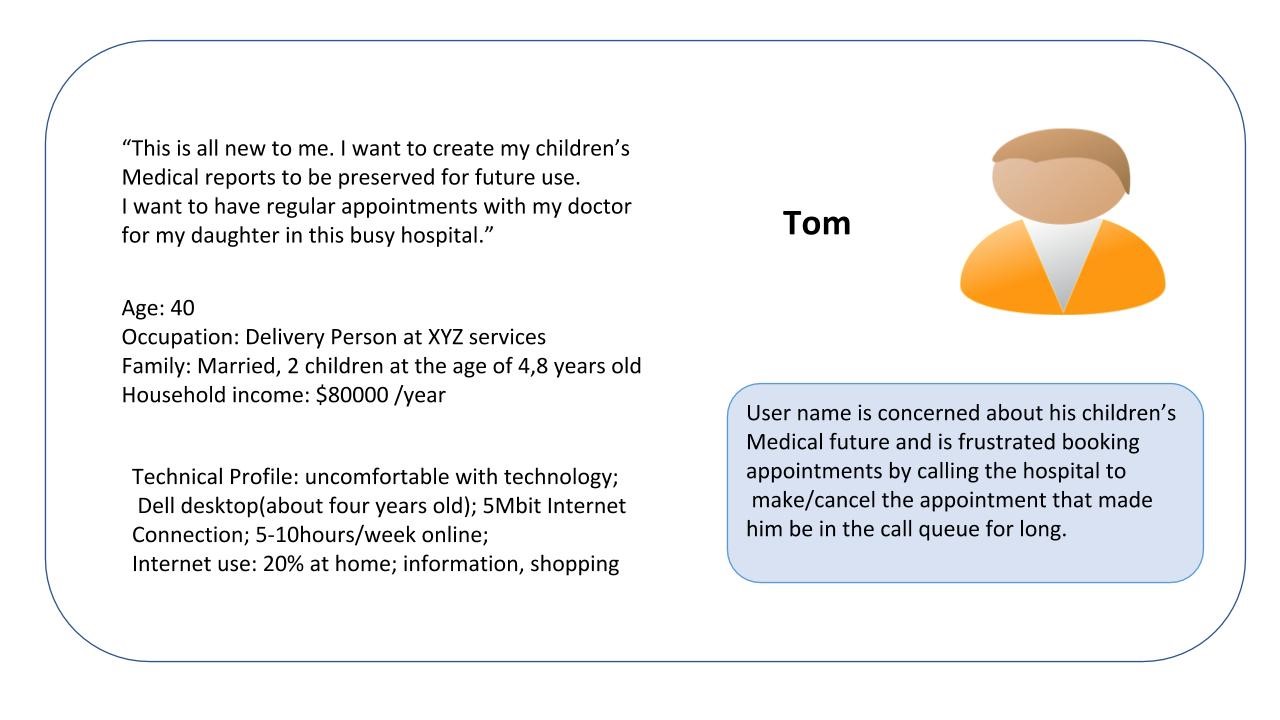 “This is all new to me. I want to create my children’s
Medical reports to be preserved for future use.
I want to have regular appointments with my doctor
for my daughter in this busy hospital.”
Age: 40
Occupation: Delivery Person at XYZ services
Family: Married, 2 children at the age of 4,8 years old
Household income: $80000 /year
Technical Profile: uncomfortable with technology;
Dell desktop(about four years old); 5Mbit Internet
Connection; 5-10hours/week online;
Internet use: 20% at home; information, shopping
Tom
User name is concerned about his children’s
Medical future and is frustrated booking
appointments by calling the hospital to
make/cancel the appointment that made
him be in the call queue for long.